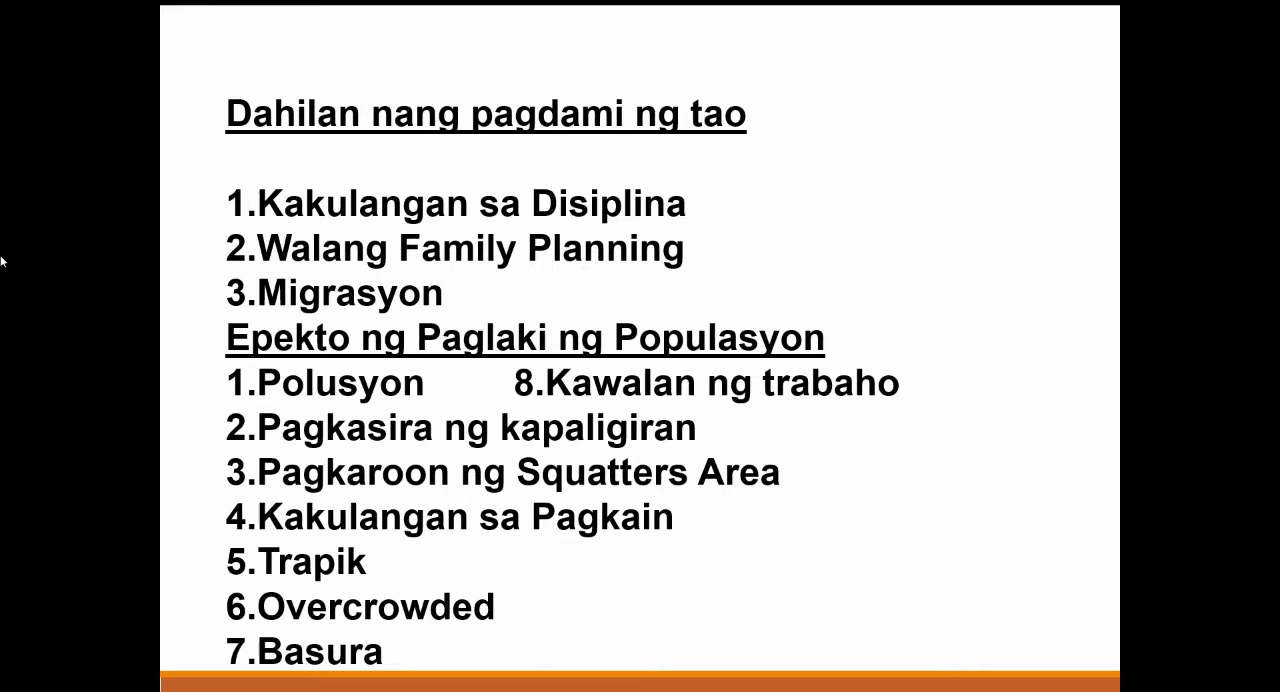 Dahilan nang pagdami ng tao
1.Kakulangan sa Disiplina
2.Walang Family Planning
3.Migrasyon
Epekto ng Paglaki ng Populasyon
1.Polusyon 8.Kawalan ng trabaho
2.Pagkasira ng kapaligiran
3.Pagkaroon ng Squatters Area
4.Kakulangan sa Pagkain
5.Trapik
6.Overcrowded
7.Basura